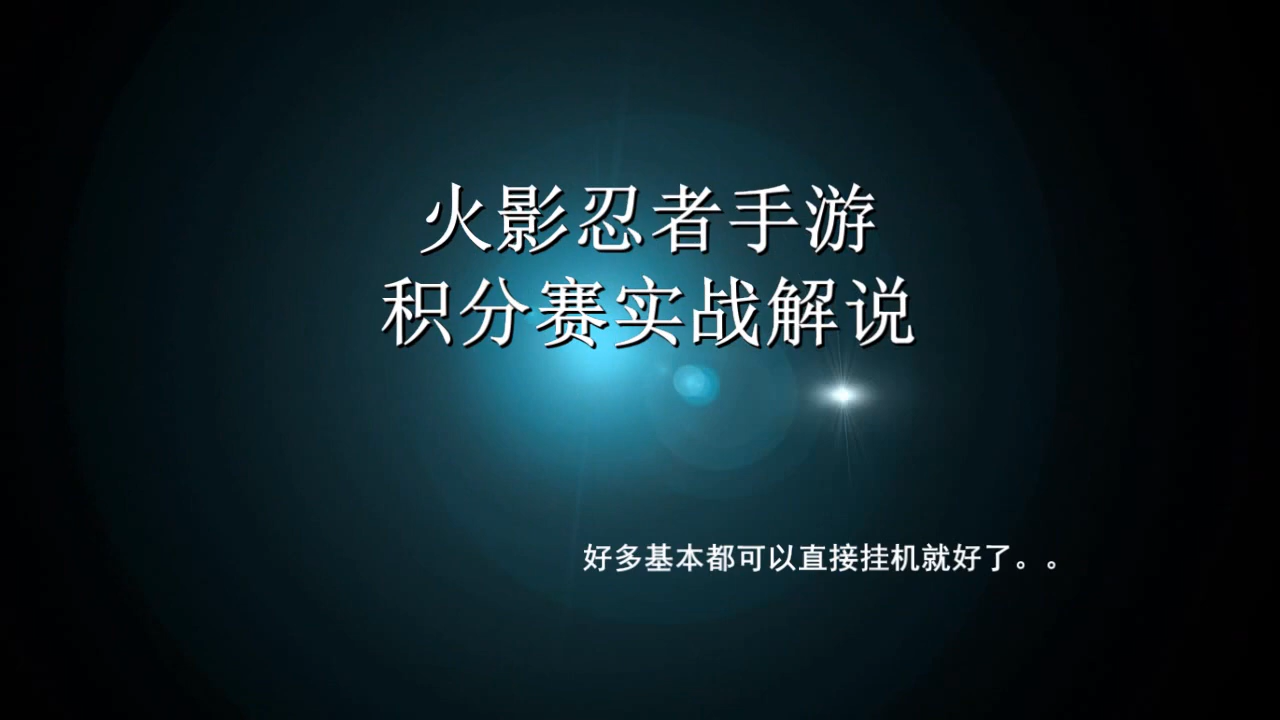 火影忍者手游
积分赛实战解说
好多基本都可以直接挂机就好了。。